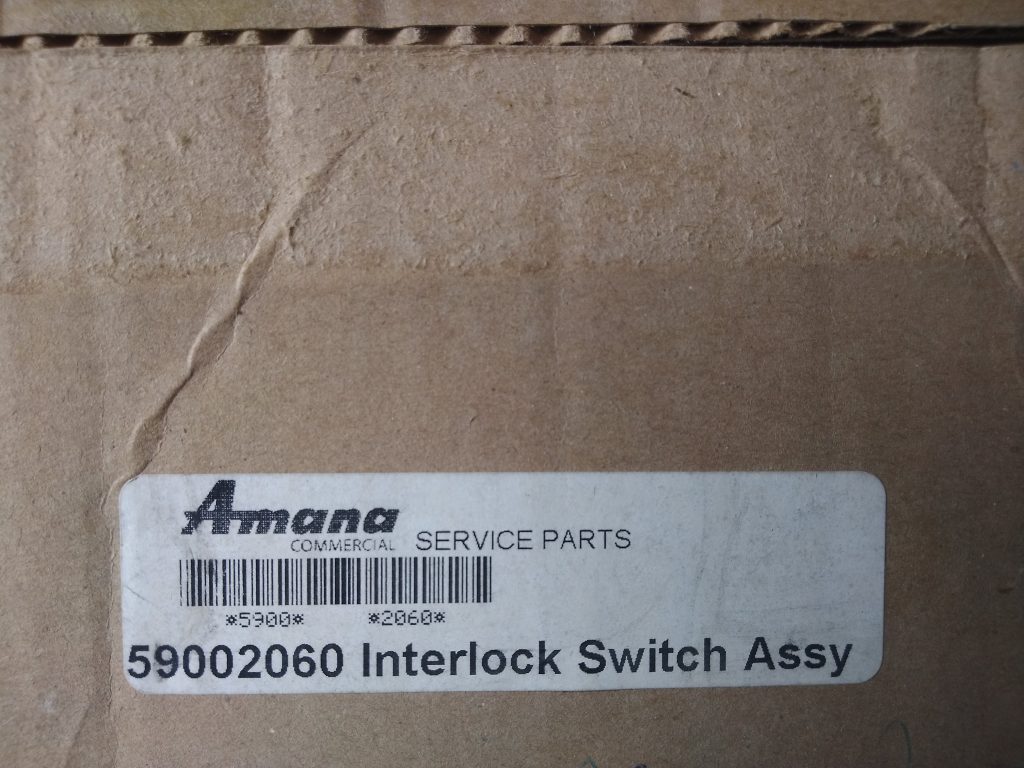 Amana
COMMERCIAL SERVICE PARTS
*5900* *2060*
59002060 Interlock Switch Assy